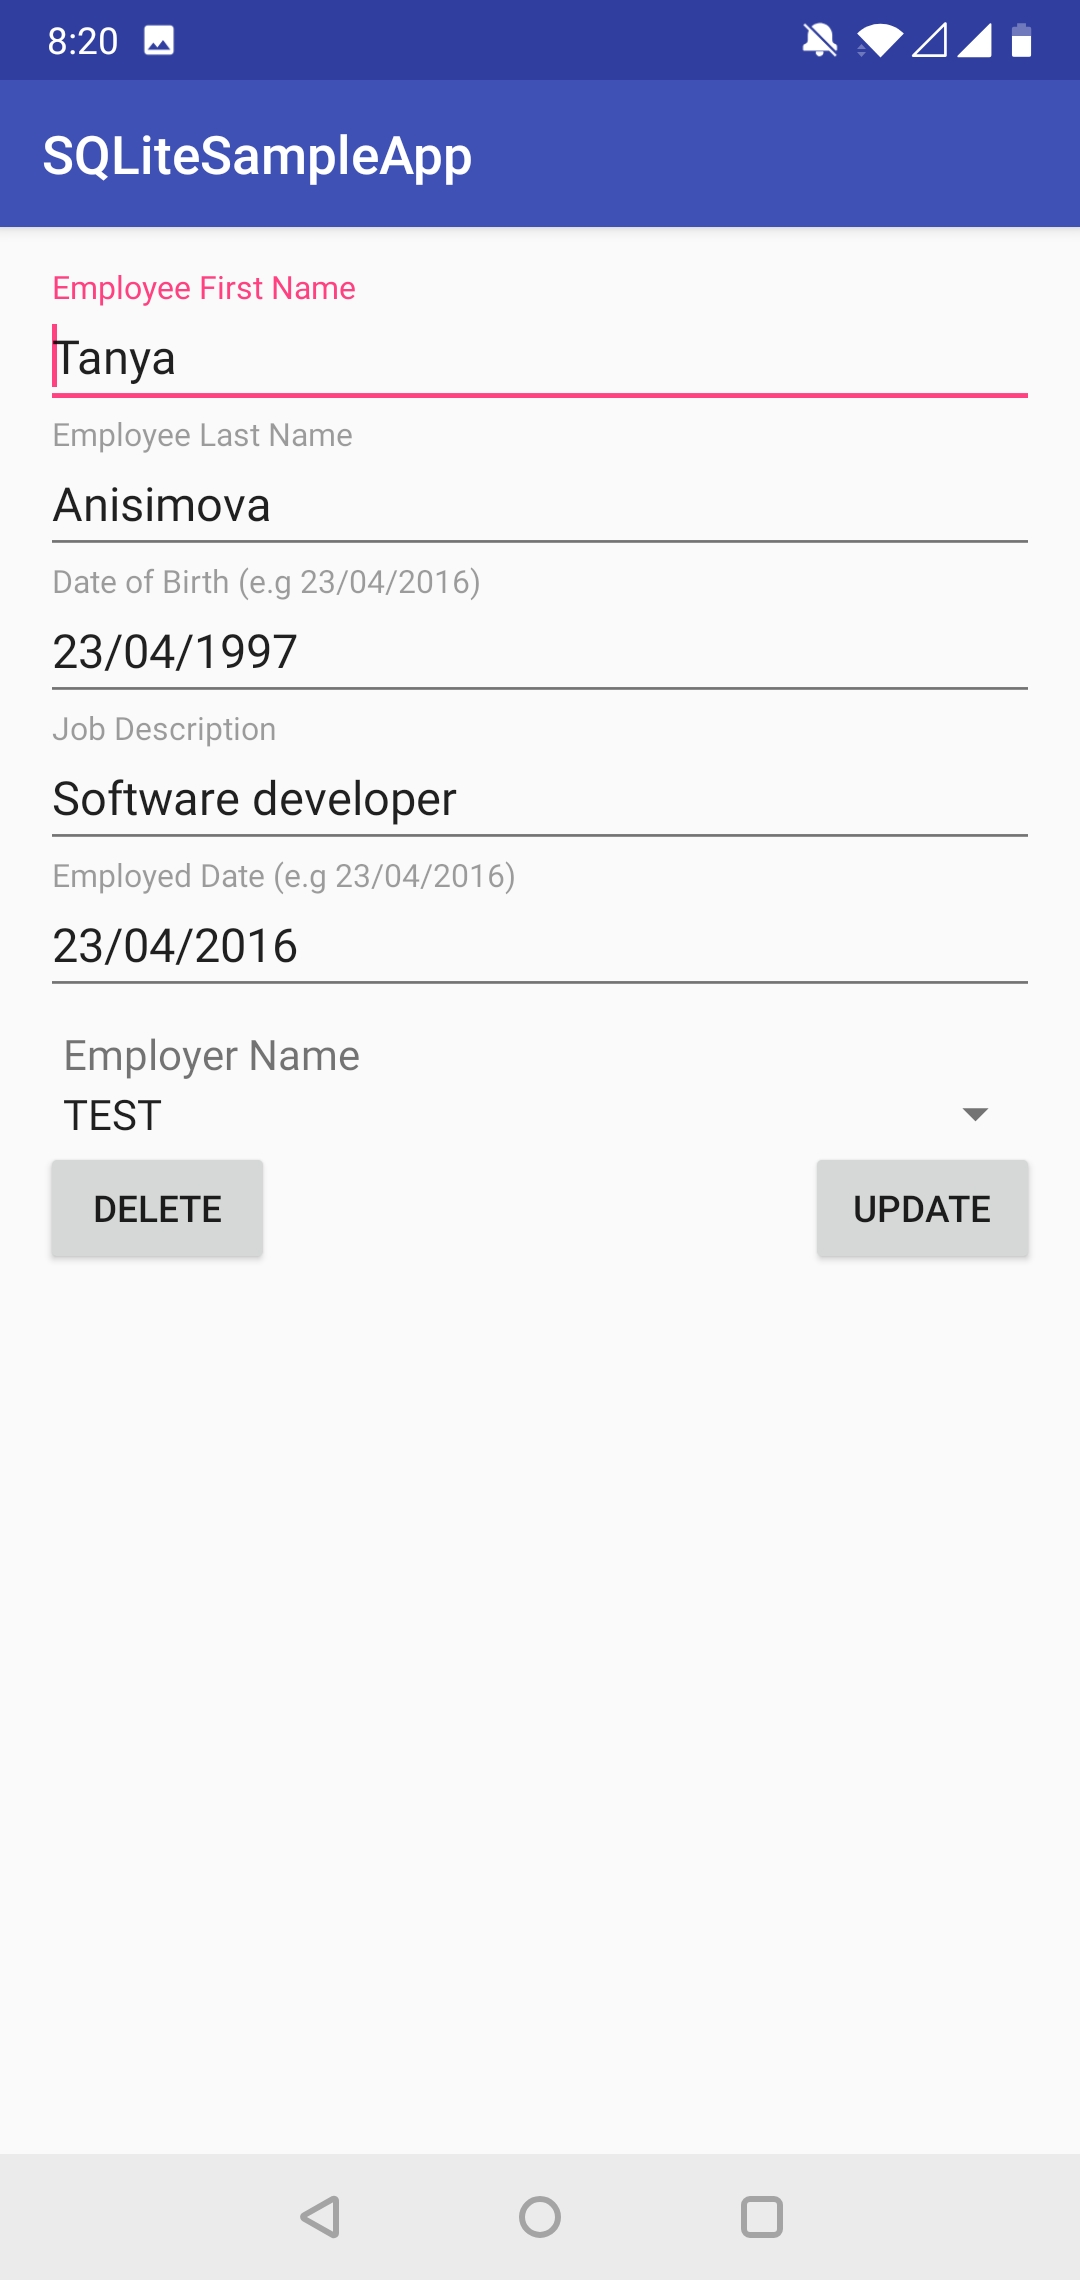 8:20
SQLiteSampleApp
Employee First Name
Tanya
Employee Last Name
Anisimova
Date of Birth (e.g 23/04/2016)
23/04/1997
Job Description
Software developer
Employed Date (e.g 23/04/2016)
23/04/2016
Employer Name
TEST
DELETE UPDATE